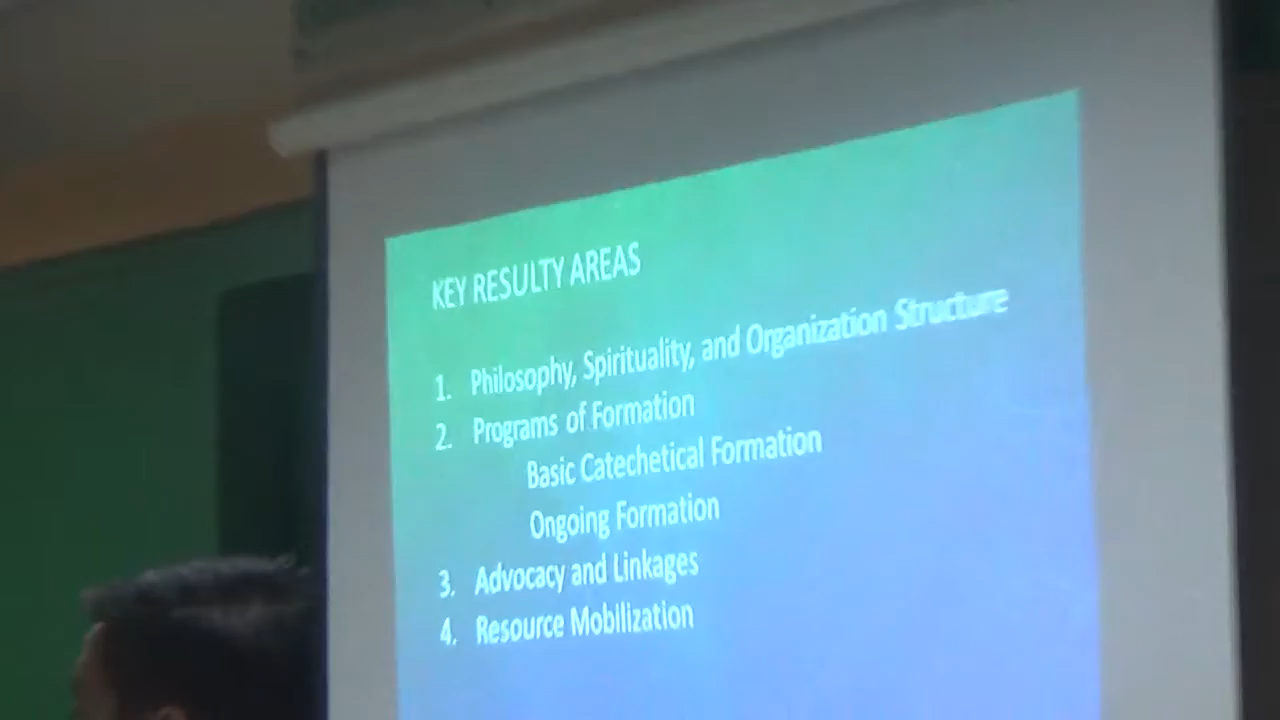 KEY RESULTY AREAS
1. Philosophy, Spirituality, and Organization Structure
2. Programs of Formation
Basic Catechetical Formation
Ongoing Formation
3. Advocacy and Linkages
4. Resource Mobilization